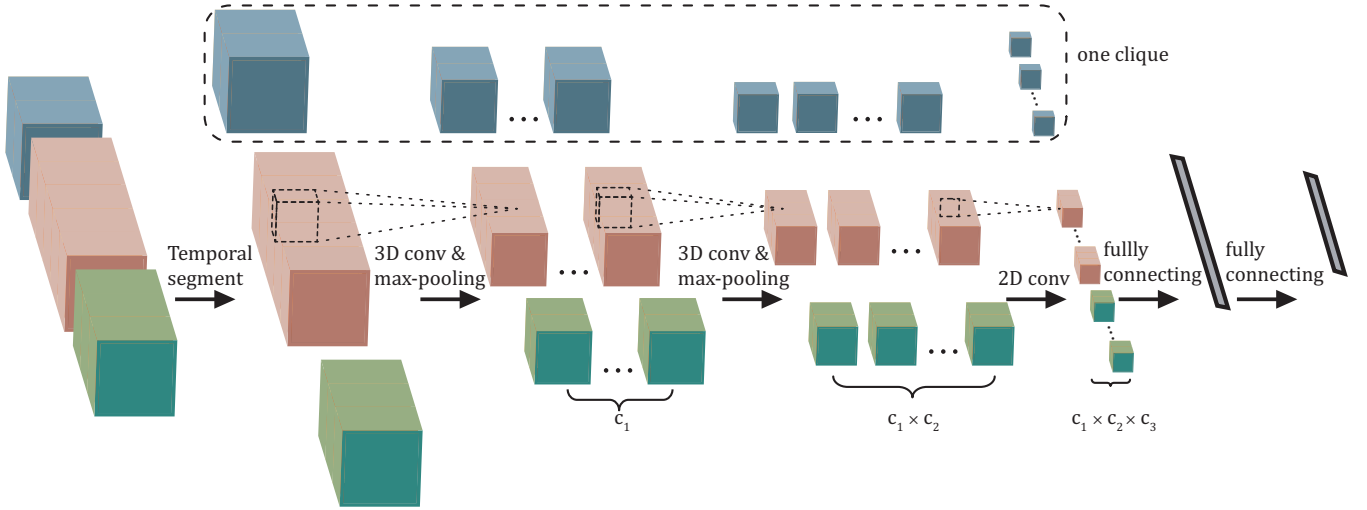 one clique
Temporal
segment
3D conv &
max-pooling
3D conv &
max-pooling
2D conv
fullly
connecting
fully
connecting
c₁
c₁ × c₂
c₁ × c₂ × c₃